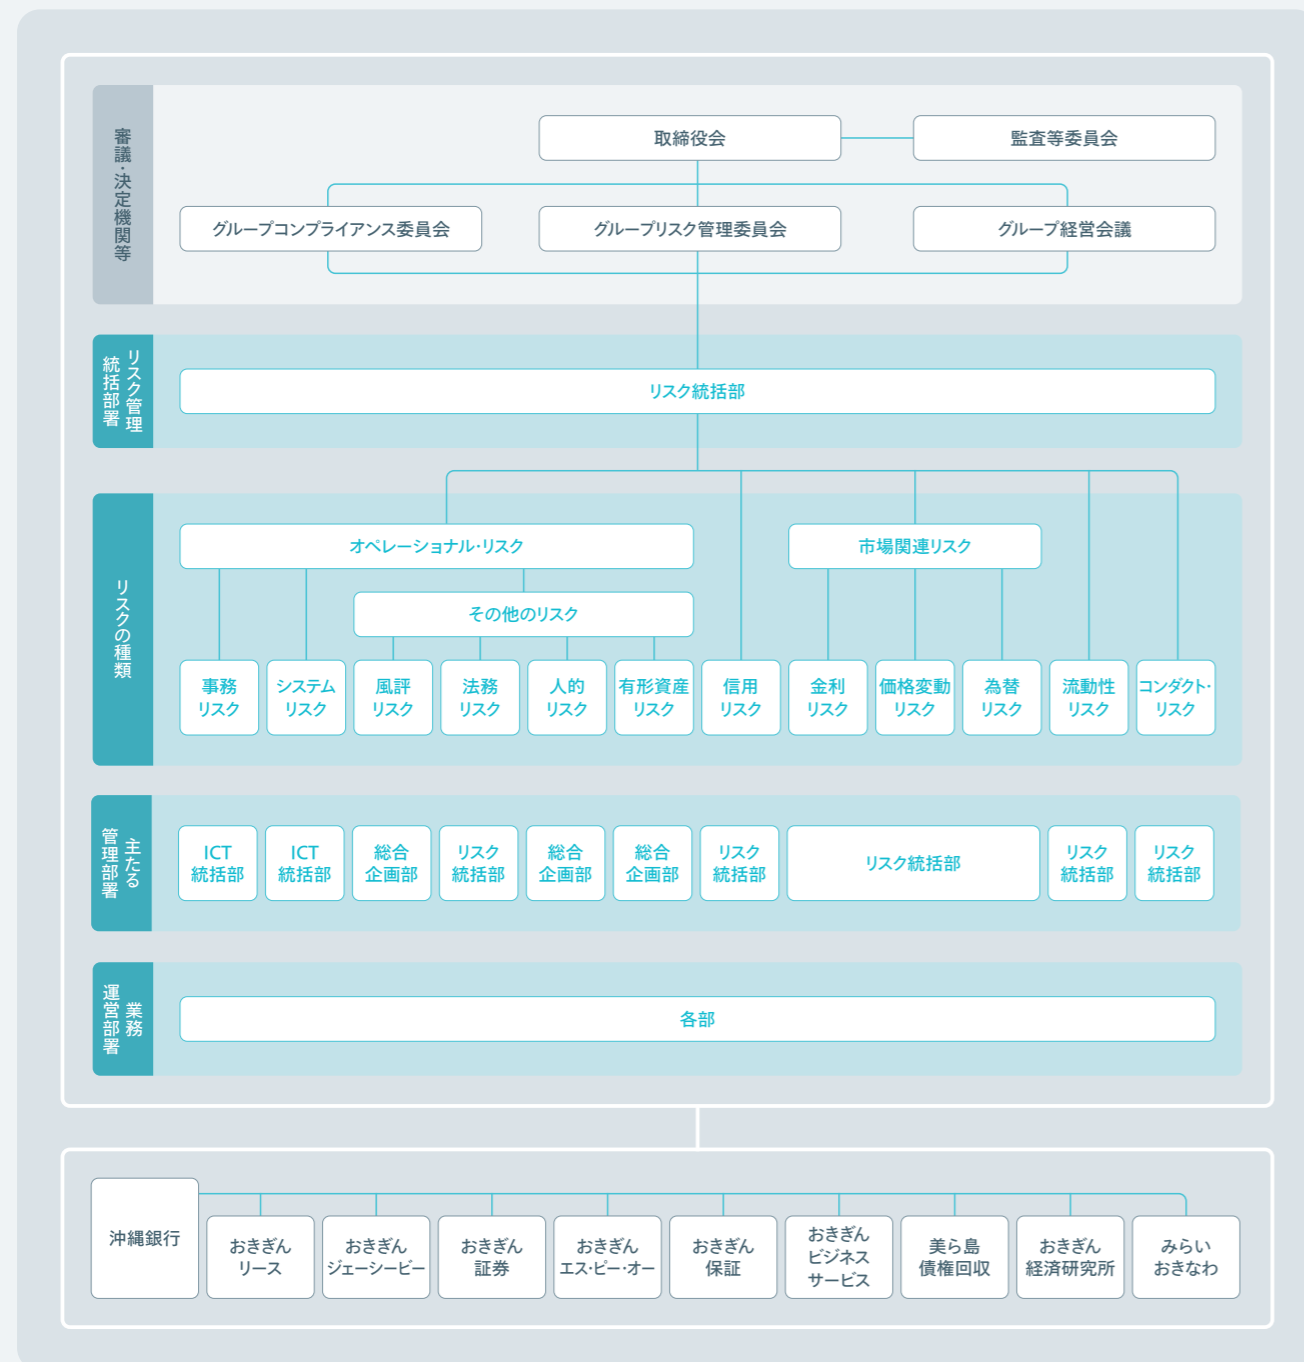 審議・決定機関等
取締役会
監査等委員会
グループコンプライアンス委員会
グループリスク管理委員会
グループ経営会議
リスク管理
統括部署
リスク統括部
リスクの種類
オペレーショナル・リスク
市場関連リスク
その他のリスク
事務
リスク
システム
リスク
風評
リスク
法務
リスク
人的
リスク
有形資産
リスク
信用
リスク
金利
リスク
価格変動
リスク
為替
リスク
流動性
リスク
コンダクト・
リスク
主たる
管理部署
ICT
統括部
ICT
統括部
総合
企画部
リスク
統括部
総合
企画部
総合
企画部
リスク
統括部
リスク統括部
リスク
統括部
リスク
統括部
業務
運営部署
各部
沖縄銀行
おきぎん
リース
おきぎん
ジェーシービー
おきぎん
証券
おきぎん
エス・ピー・オー
おきぎん
保証
おきぎん
ビジネス
サービス
美ら島
債権回収
おきぎん
経済研究所
みらい
おきなわ